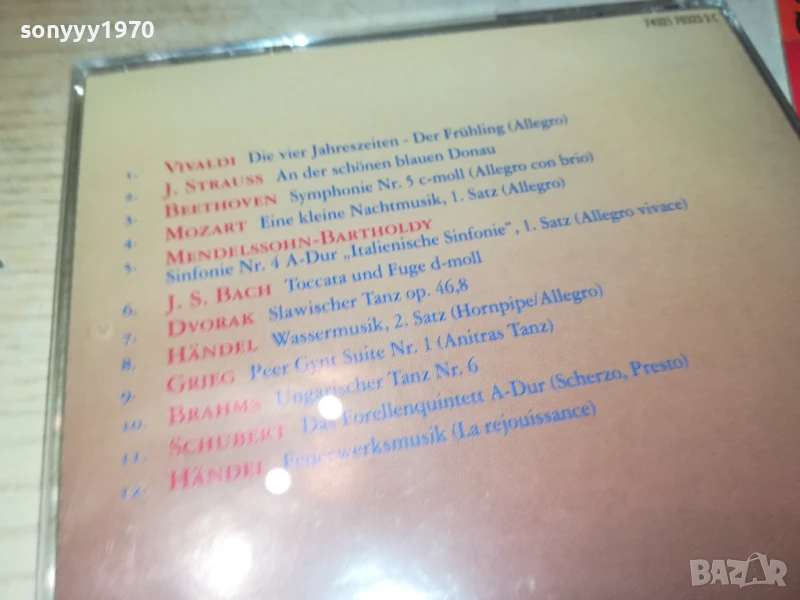 sonyyy1970
74321 79323 2 C
1. VIVALDI Die vier Jahreszeiten - Der Frühling (Allegro)
2. J. STRAUSS An der schönen blauen Donau
3. BEETHOVEN Symphonie Nr. 5 c-moll (Allegro con brio)
4. MOZART Eine kleine Nachtmusik, 1. Satz (Allegro)
5. MENDELSSOHN-BARTHOLDY
Sinfonie Nr. 4 A-Dur „Italienische Sinfonie", 1. Satz (Allegro vivace)
6. J. S. BACH Toccata und Fuge d-moll
7. DVORAK Slawischer Tanz op. 46,8
8. HÄNDEL Wassermusik, 2. Satz (Hornpipe/Allegro)
9. GRIEG Peer Gynt Suite Nr. 1 (Anitras Tanz)
10. BRAHMS Ungarischer Tanz Nr. 6
11. SCHUBERT Das Forellenquintett A-Dur (Scherzo, Presto)
12. HÄNDEL Feuerwerksmusik (La rejouissance)
BAZAR